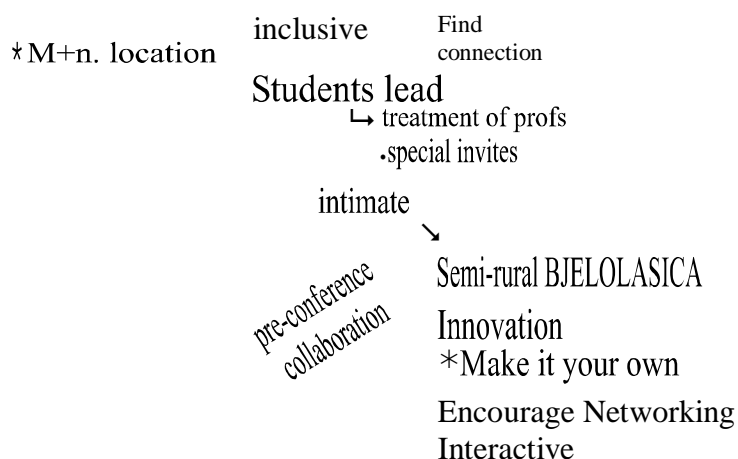 inclusive
Find
connection
*M+n. location
Students lead
↳ treatment of profs
·special invites
intimate
↘
Semi-rural BJELOLASICA
pre-conference
collaboration
Innovation
*Make it your own
Encourage Networking
Interactive